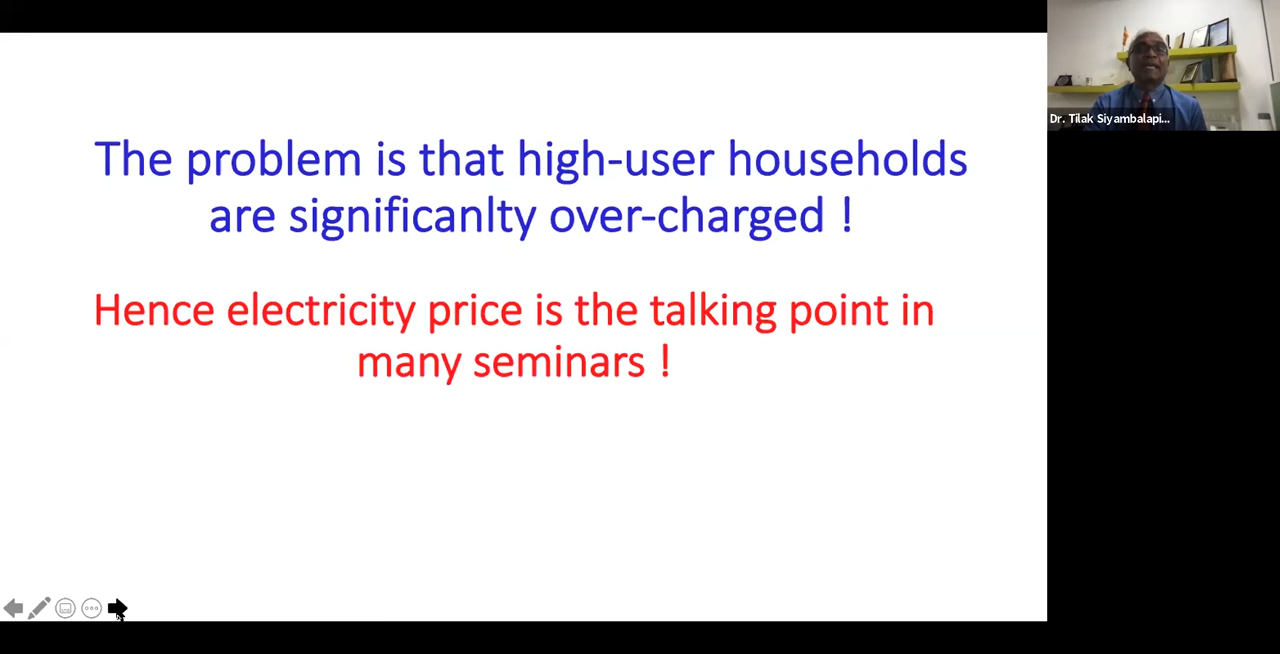 The problem is that high-user households
are significanlty over-charged !
Hence electricity price is the talking point in
many seminars !
Dr. Tilak Siyambalapi...